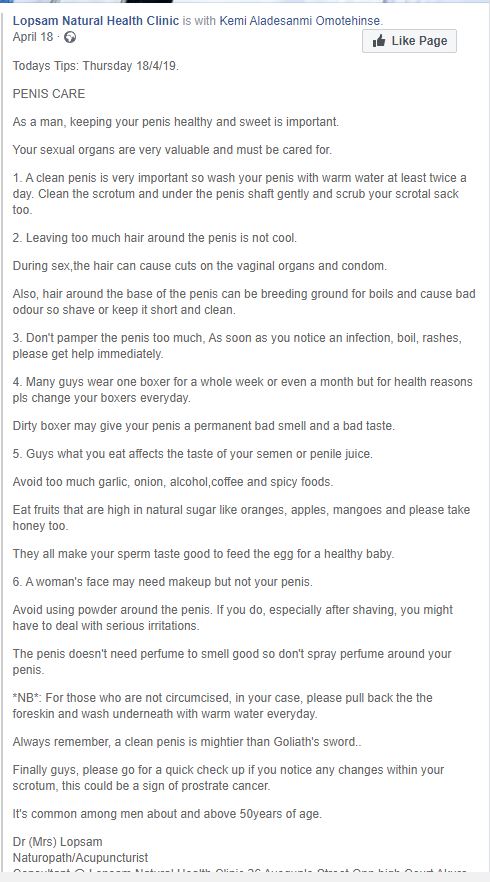 Lopsam Natural Health Clinic is with Kemi Aladesanmi Omotehinse.
April 18 ·
Like Page
Todays Tips: Thursday 18/4/19.
PENIS CARE
As a man, keeping your penis healthy and sweet is important.
Your sexual organs are very valuable and must be cared for.
1. A clean penis is very important so wash your penis with warm water at least twice a
day. Clean the scrotum and under the penis shaft gently and scrub your scrotal sack
too.
2. Leaving too much hair around the penis is not cool.
During sex,the hair can cause cuts on the vaginal organs and condom.
Also, hair around the base of the penis can be breeding ground for boils and cause bad
odour so shave or keep it short and clean.
3. Don't pamper the penis too much, As soon as you notice an infection, boil, rashes,
please get help immediately.
4. Many guys wear one boxer for a whole week or even a month but for health reasons
pls change your boxers everyday.
Dirty boxer may give your penis a permanent bad smell and a bad taste.
5. Guys what you eat affects the taste of your semen or penile juice.
Avoid too much garlic, onion, alcohol,coffee and spicy foods.
Eat fruits that are high in natural sugar like oranges, apples, mangoes and please take
honey too.
They all make your sperm taste good to feed the egg for a healthy baby.
6. A woman's face may need makeup but not your penis.
Avoid using powder around the penis. If you do, especially after shaving, you might
have to deal with serious irritations.
The penis doesn't need perfume to smell good so don't spray perfume around your
penis.
*NB*: For those who are not circumcised, in your case, please pull back the the
foreskin and wash underneath with warm water everyday.
Always remember, a clean penis is mightier than Goliath's sword..
Finally guys, please go for a quick check up if you notice any changes within your
scrotum, this could be a sign of prostrate cancer.
It's common among men about and above 50years of age.
Dr (Mrs) Lopsam
Naturopath/Acupuncturist
Consultant @ Lopsam Natural Health Clinic 26